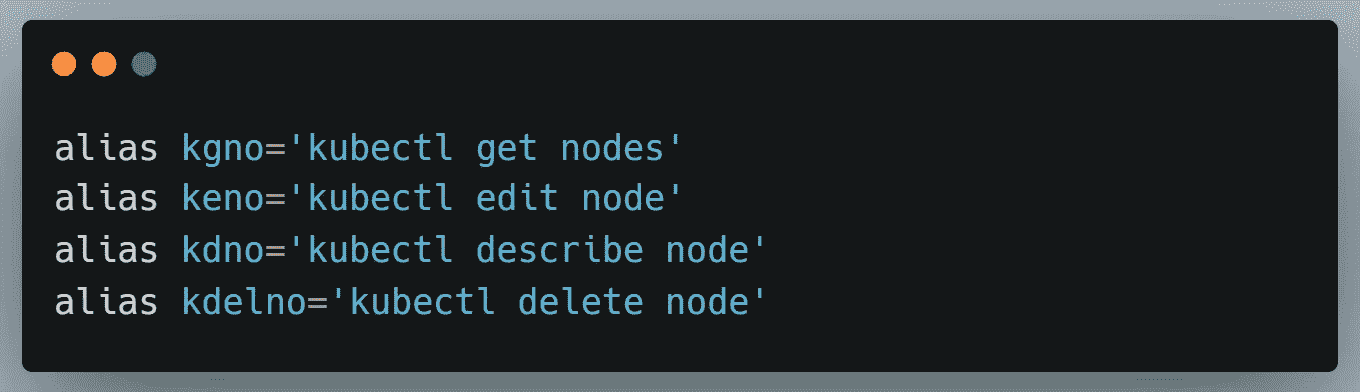 alias kgno='kubectl get nodes'
alias keno='kubectl edit node'
alias kdno='kubectl describe node'
alias kdelno='kubectl delete node'